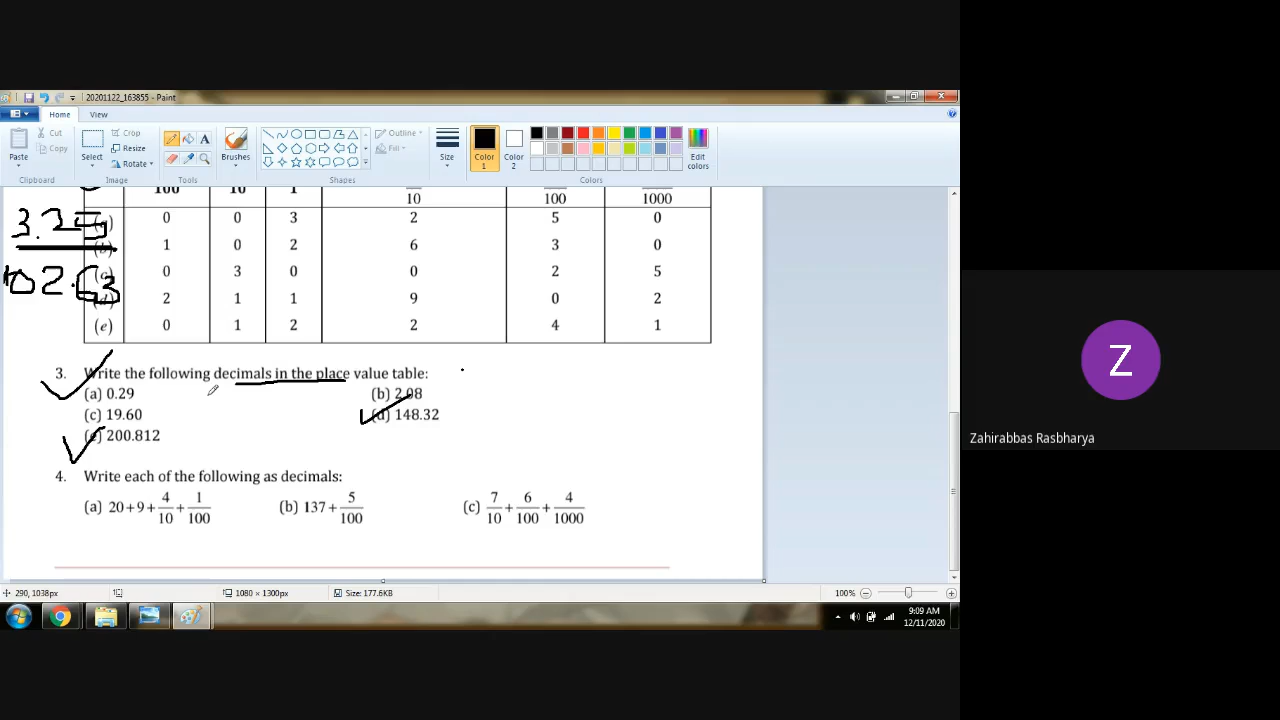 20201122_163855 - Paint
Home View
Paste Cut Copy Select Crop Resize Rotate Brushes Outline Fill Size Color 1 Color 2 Edit colors
Clipboard Image Tools Shapes Colors
100 10 1 10 100 1000
3.25 (a) 0 0 3 2 5 0
(b) 1 0 2 6 3 0
102.63 (c) 0 3 0 0 2 5
(d) 2 1 1 9 0 2
(e) 0 1 2 2 4 1
3. Write the following decimals in the place value table:
(a) 0.29 (b) 2.08
(c) 19.60 (d) 148.32
(e) 200.812
4. Write each of the following as decimals:
(a) 20+9+4/10+1/100 (b) 137+5/100 (c) 7/10+6/100+4/1000
290, 1038px 1080 × 1300px Size: 177.6KB 100%
9:09 AM
12/11/2020
Z
Zahirabbas Rasbharya